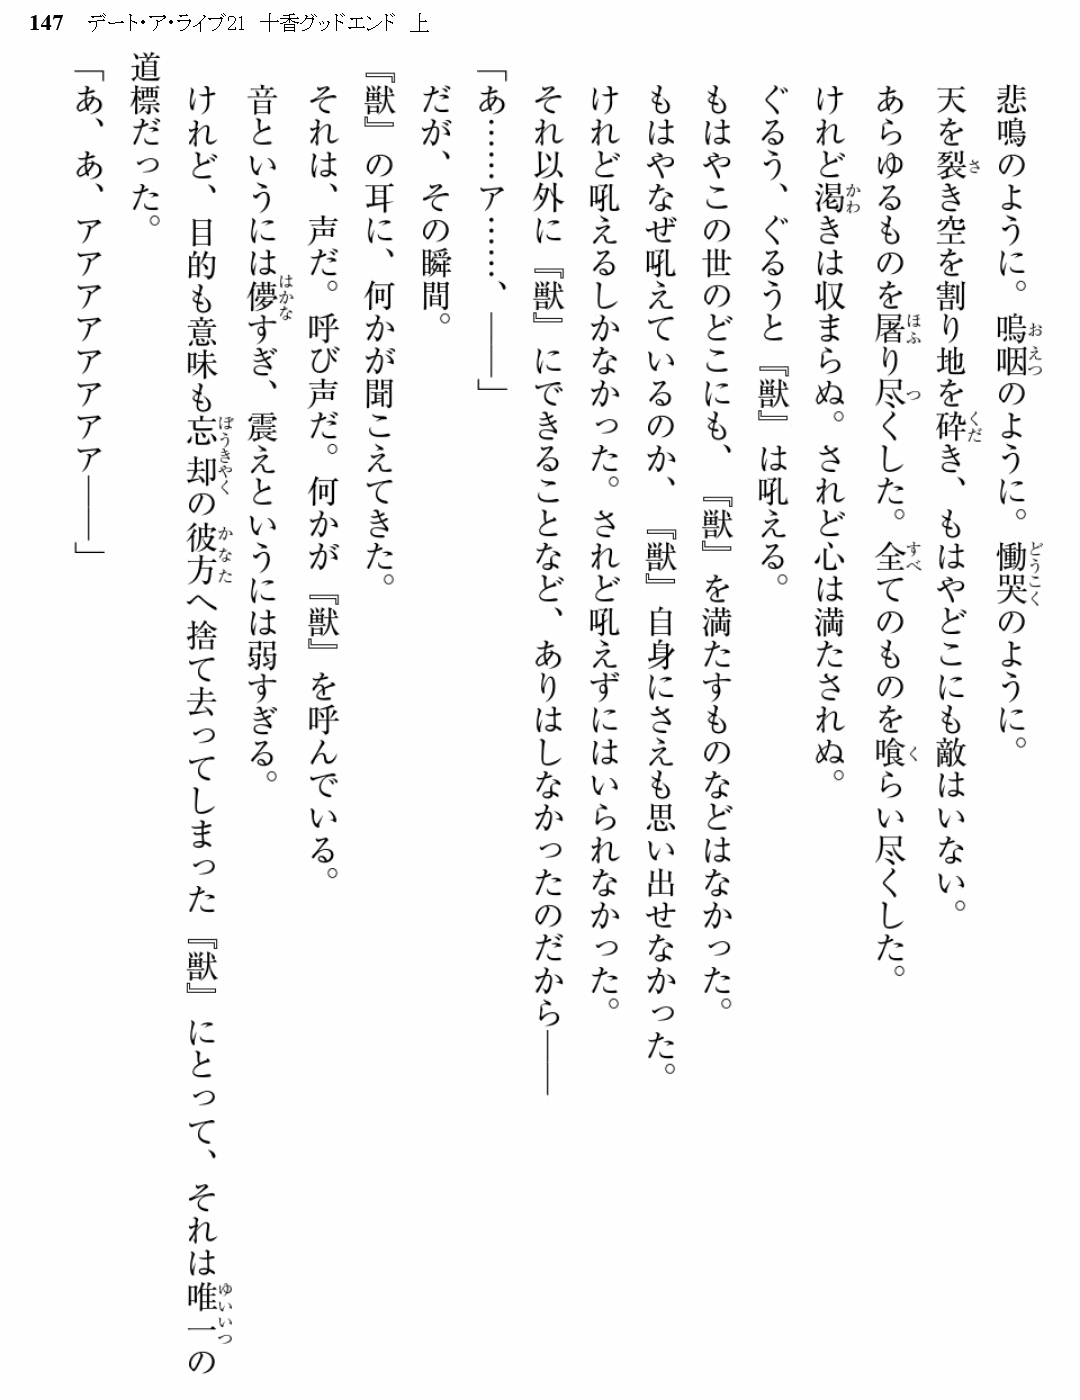 147 デート・ア・ライブ21 十香グッドエンド 上
悲鳴のように。嗚咽のように。慟哭のように。
天を裂き空を割り地を砕き、もはやどこにも敵はいない。
あらゆるものを屠り尽くした。全てのものを喰らい尽くした。
けれど渇きは収まらぬ。されど心は満たされぬ。
ぐるう、ぐるうと『獣』は吼える。
もはやこの世のどこにも、『獣』を満たすものなどはなかった。
もはやなぜ吼えているのか、『獣』自身にさえも思い出せなかった。
けれど吼えるしかなかった。されど吼えずにはいられなかった。
それ以外に『獣』にできることなど、ありはしなかったのだから――
「あ……ア……、――」
だが、その瞬間。
『獣』の耳に、何かが聞こえてきた。
それは、声だ。呼び声だ。何かが『獣』を呼んでいる。
音というには儚すぎ、震えというには弱すぎる。
けれど、目的も意味も忘却の彼方へ捨て去ってしまった『獣』にとって、それは唯一の
道標だった。
「あ、あ、アアアアアアアア――」